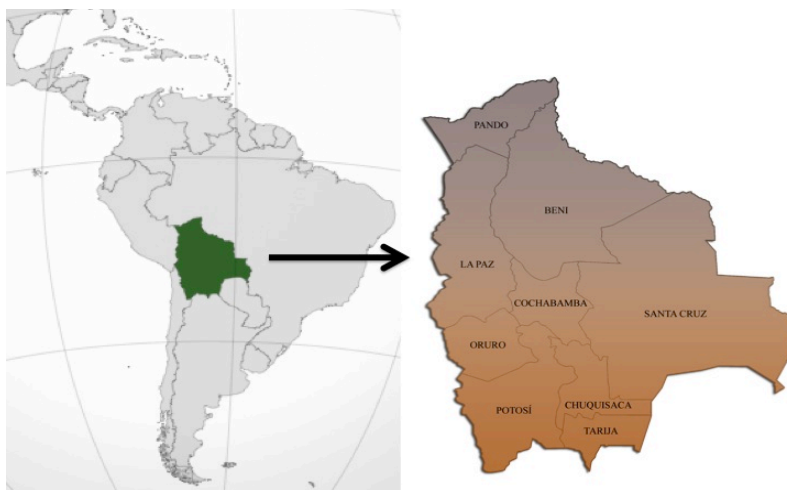 PANDO
BENI
LA PAZ
COCHABAMBA
SANTA CRUZ
ORURO
CHUQUISACA
POTOSÍ
TARIJA